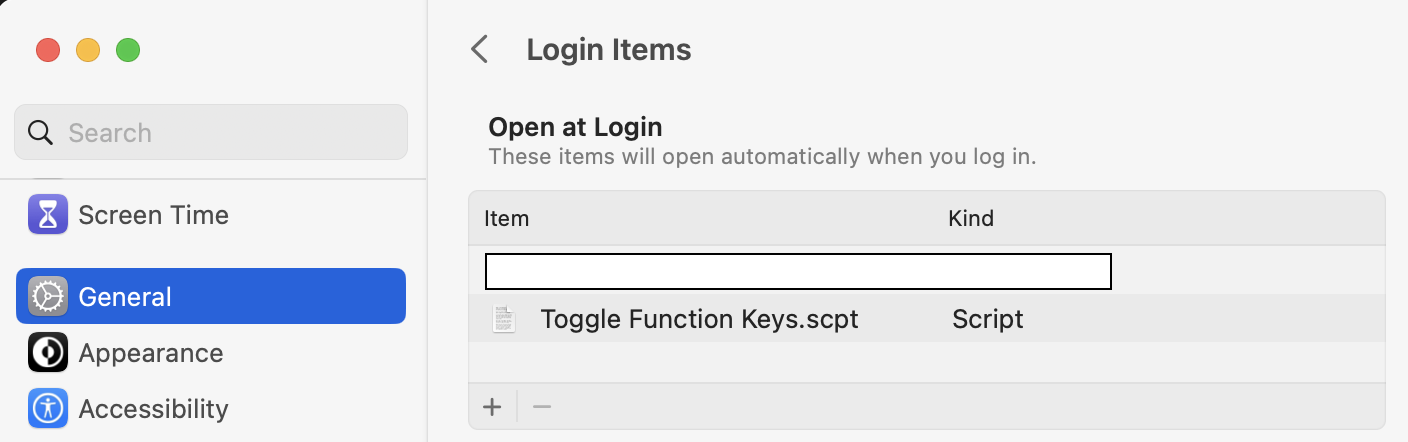 Search
Screen Time
General
Appearance
Accessibility
Login Items
Open at Login
These items will open automatically when you log in.
Item Kind
Toggle Function Keys.scpt Script